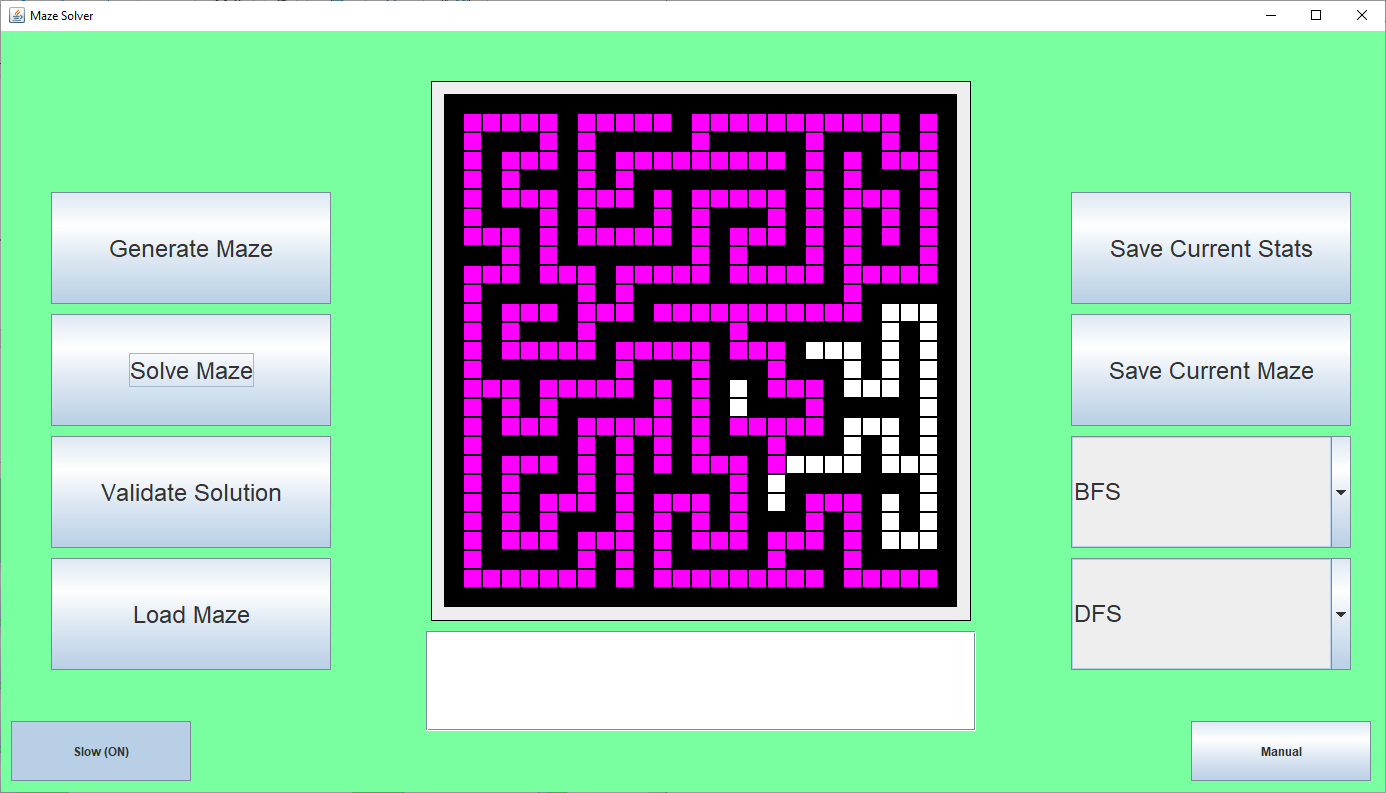 Maze Solver
Generate Maze
Solve Maze
Validate Solution
Load Maze
Slow (ON)
Save Current Stats
Save Current Maze
BFS
DFS
Manual